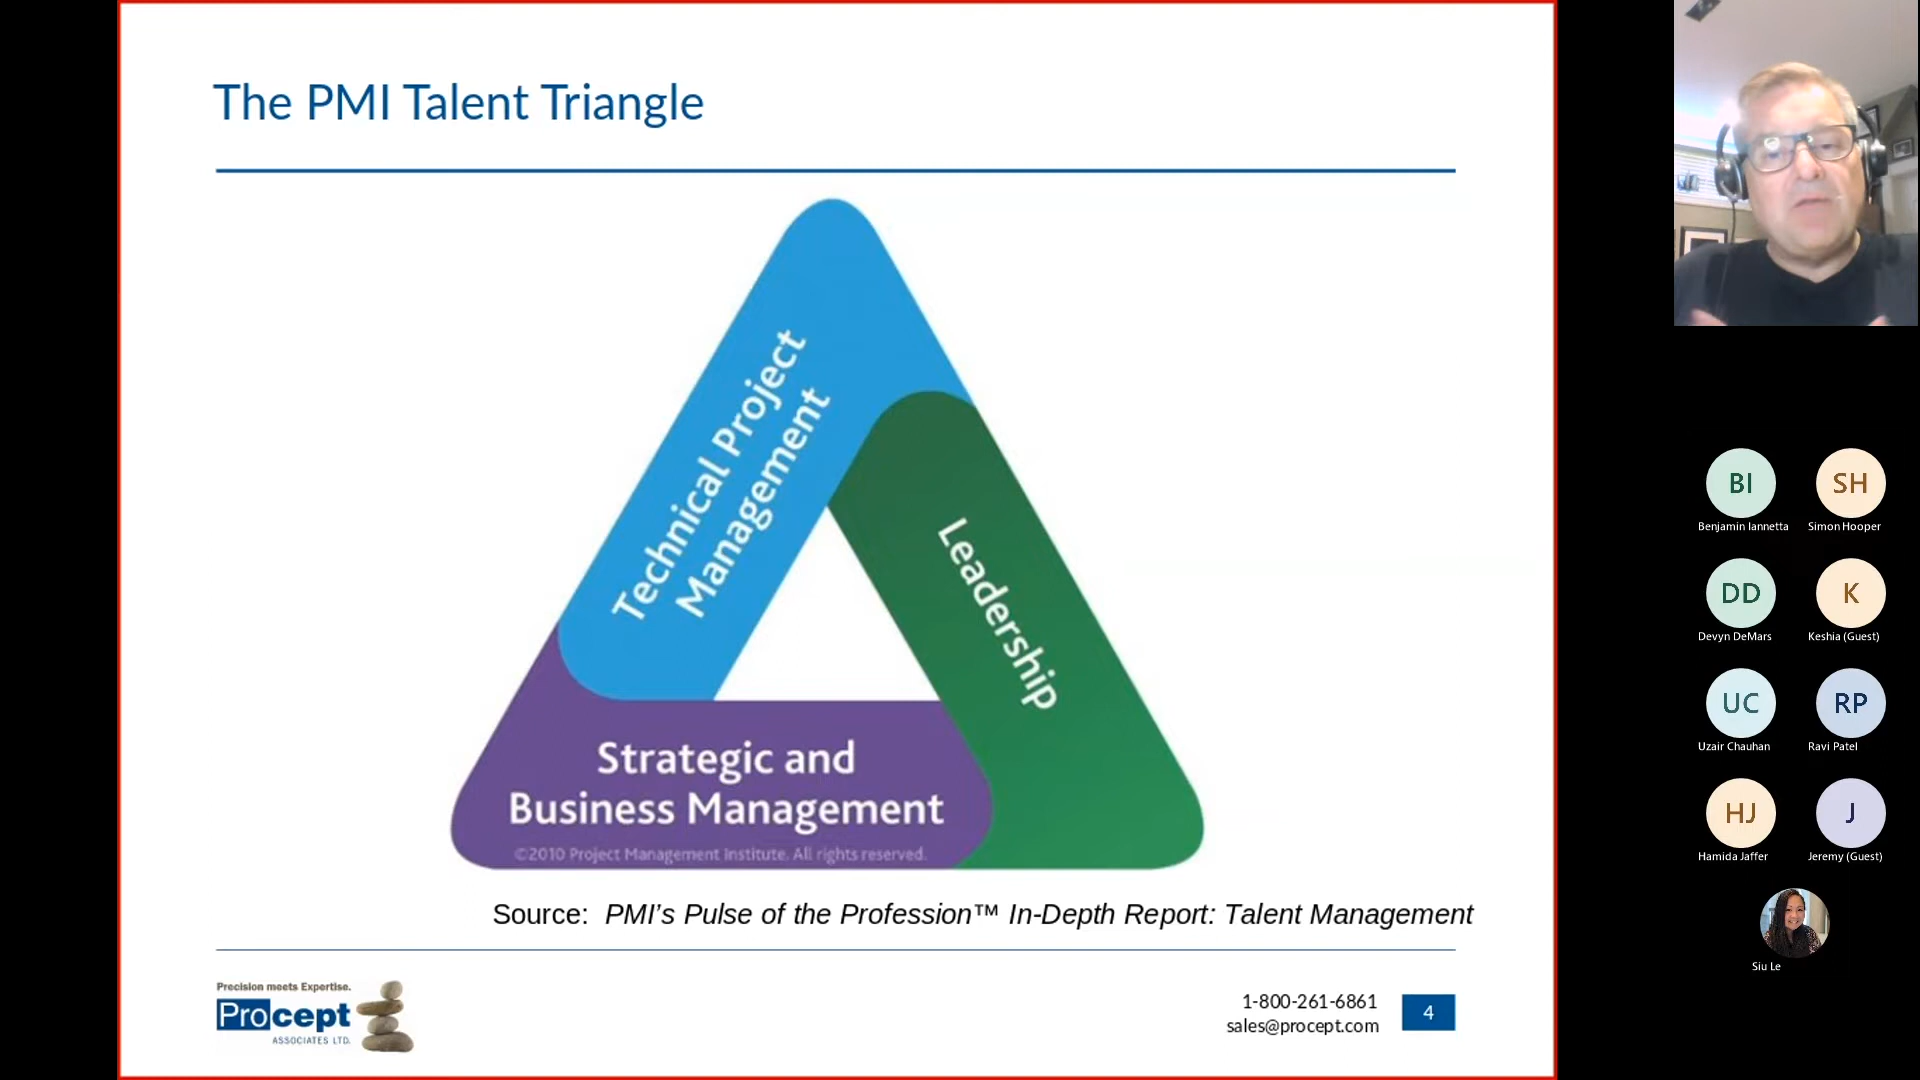 The PMI Talent Triangle
Technical Project
Management
Leadership
Strategic and
Business Management
©2010 Project Management Institute. All rights reserved.
Source: PMI’s Pulse of the Profession™ In-Depth Report: Talent Management
Precision meets Expertise.
Procept
ASSOCIATES LTD.
1-800-261-6861
sales@procept.com
4
BI
Benjamin Iannetta
SH
Simon Hooper
DD
Devyn DeMars
K
Keshia (Guest)
UC
Uzair Chauhan
RP
Ravi Patel
HJ
Hamida Jaffer
J
Jeremy (Guest)
Siu Le